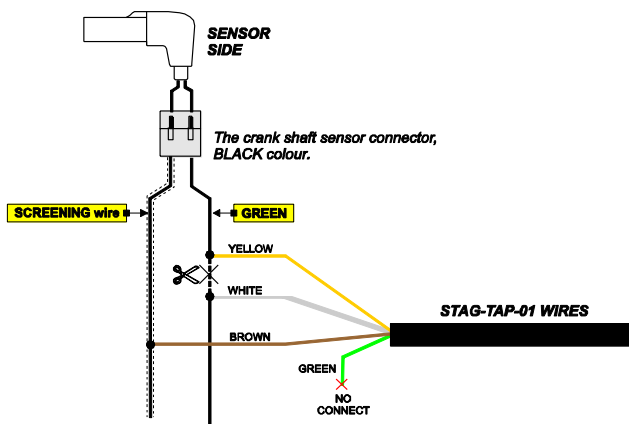 SENSOR
SIDE
The crank shaft sensor connector,
BLACK colour.
SCREENING wire
GREEN
YELLOW
WHITE
STAG-TAP-01 WIRES
BROWN
GREEN
NO
CONNECT